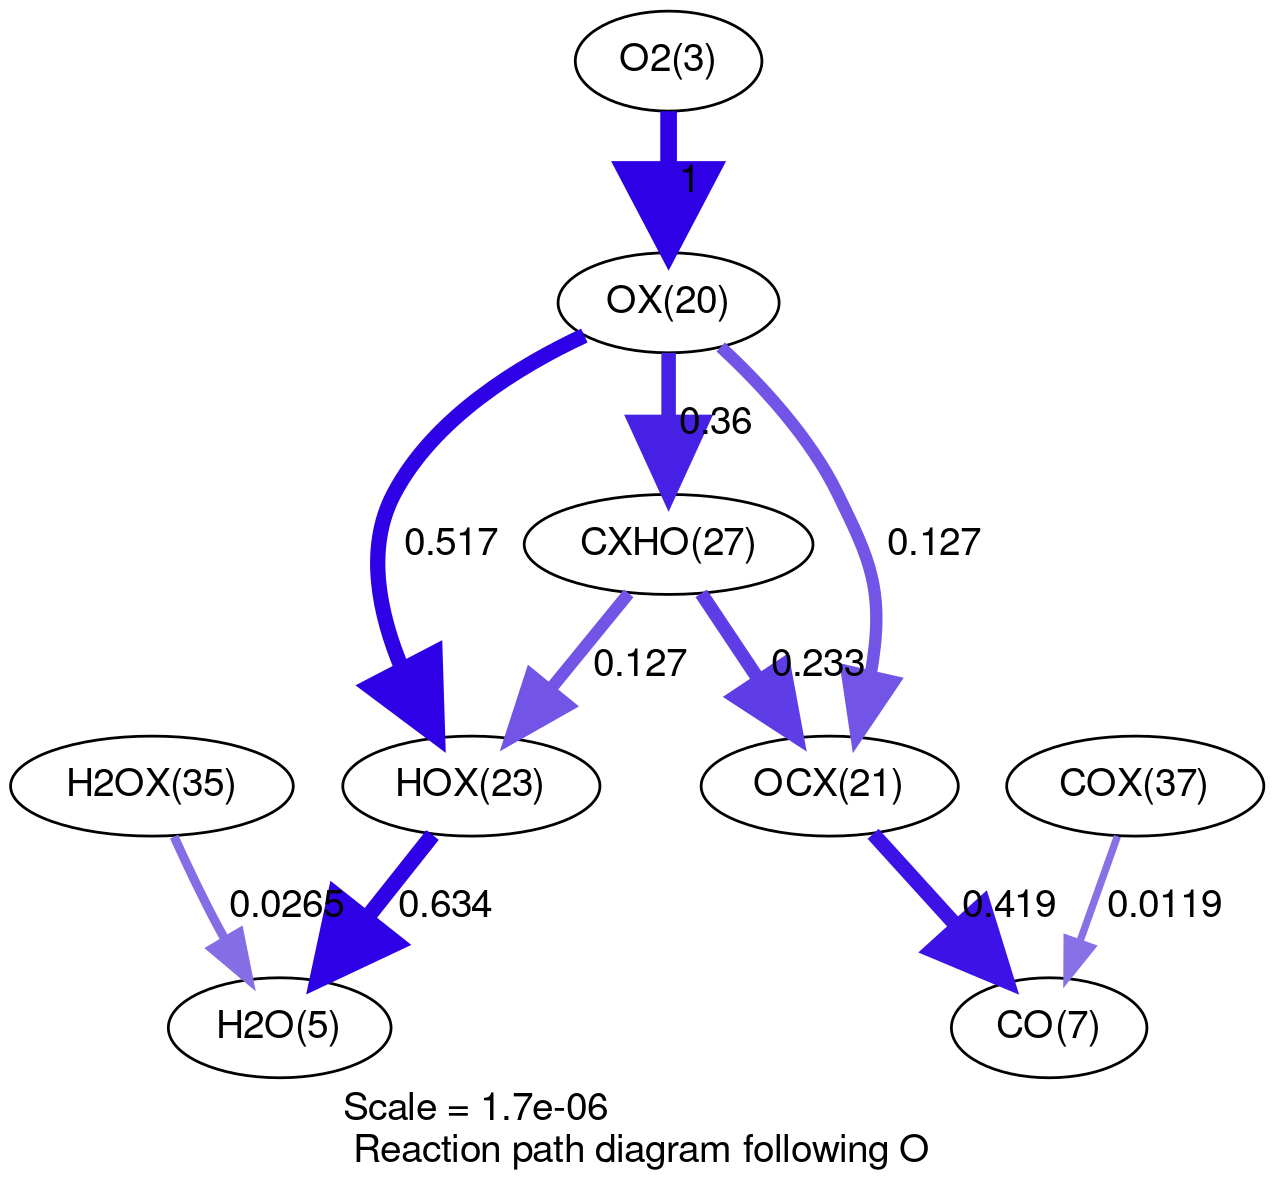 O2(3)
1
OX(20)
0.36
0.517
CXHO(27)
0.127
0.127
0.233
H2OX(35)
HOX(23)
OCX(21)
COX(37)
0.0265
0.634
0.419
0.0119
H2O(5)
CO(7)
Scale = 1.7e-06
Reaction path diagram following O